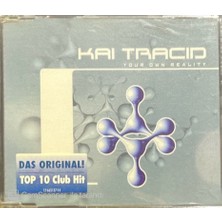 KAI TRACID
YOUR OWN REALITY
DAS ORIGINAL!
TOP 10 Club Hit